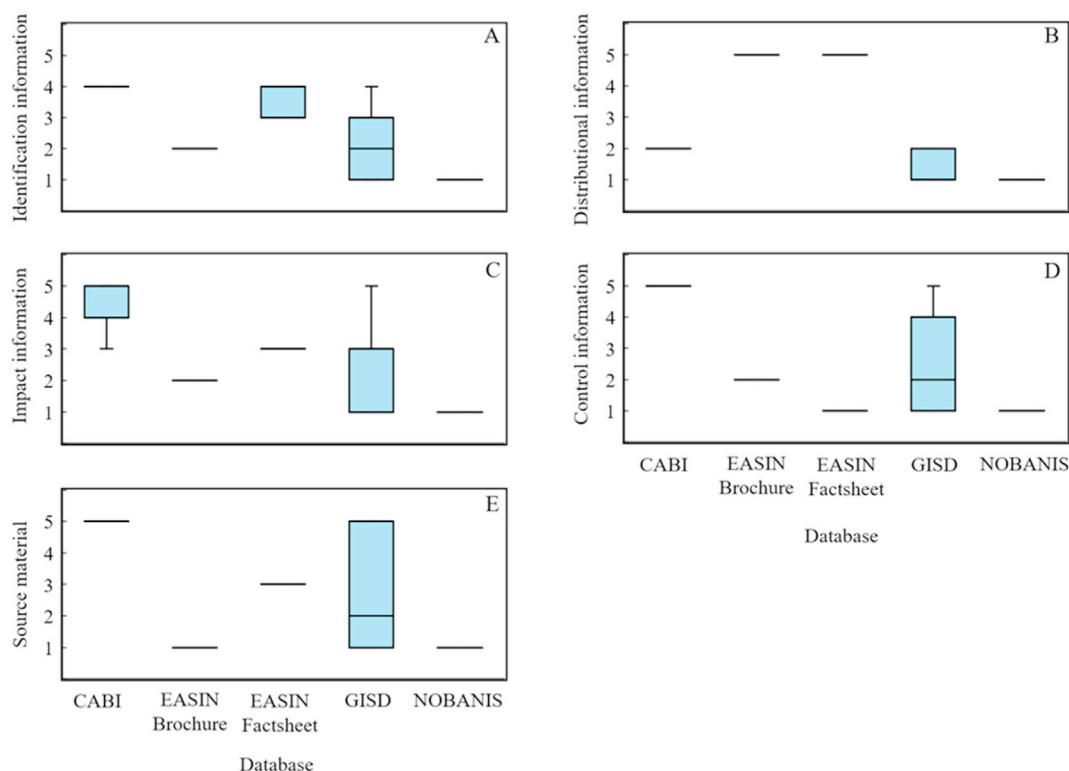 A
Identification information
5
4
3
2
1
B
Distributional information
5
4
3
2
1
C
Impact information
5
4
3
2
1
D
Control information
5
4
3
2
1
CABI
EASIN
Brochure
EASIN
Factsheet
GISD
NOBANIS
Database
E
Source material
5
4
3
2
1
CABI
EASIN
Brochure
EASIN
Factsheet
GISD
NOBANIS
Database